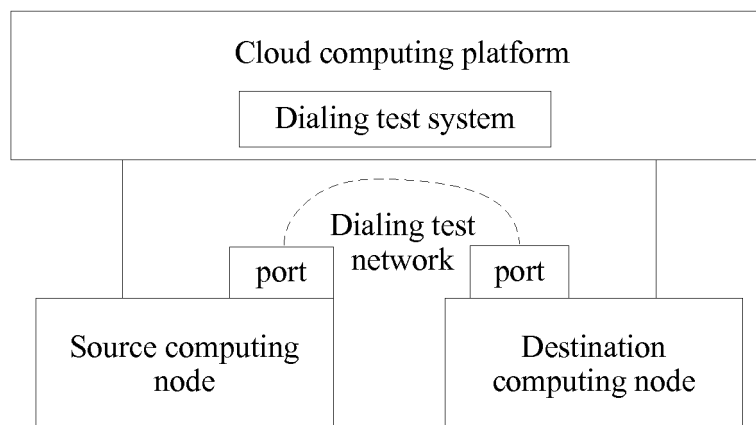 Cloud computing platform
Dialing test system
Dialing test
network
port
port
Source computing
node
Destination
computing node